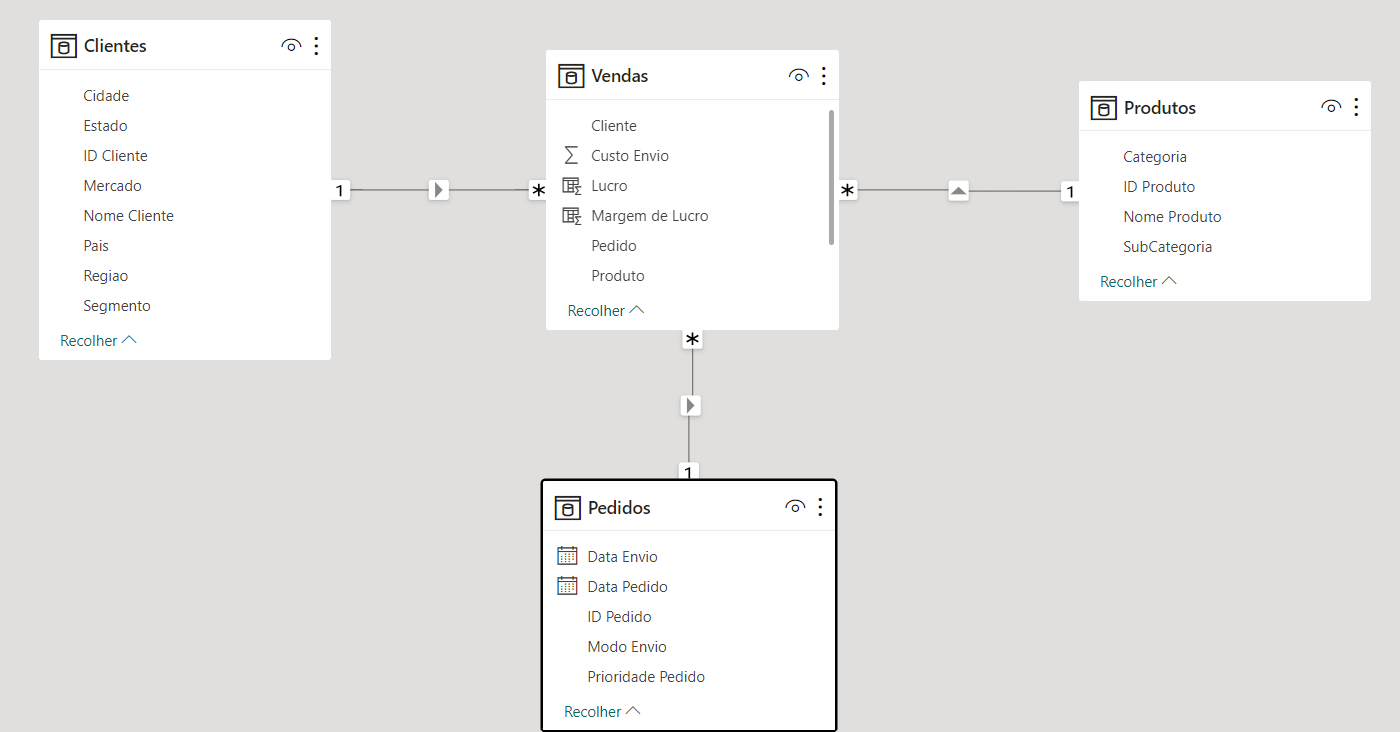 Clientes
Cidade
Estado
ID Cliente
Mercado
Nome Cliente
Pais
Regiao
Segmento
Recolher
1
*
Vendas
Cliente
Custo Envio
Lucro
Margem de Lucro
Pedido
Produto
Recolher
*
1
Produtos
Categoria
ID Produto
Nome Produto
SubCategoria
Recolher
*
1
Pedidos
Data Envio
Data Pedido
ID Pedido
Modo Envio
Prioridade Pedido
Recolher